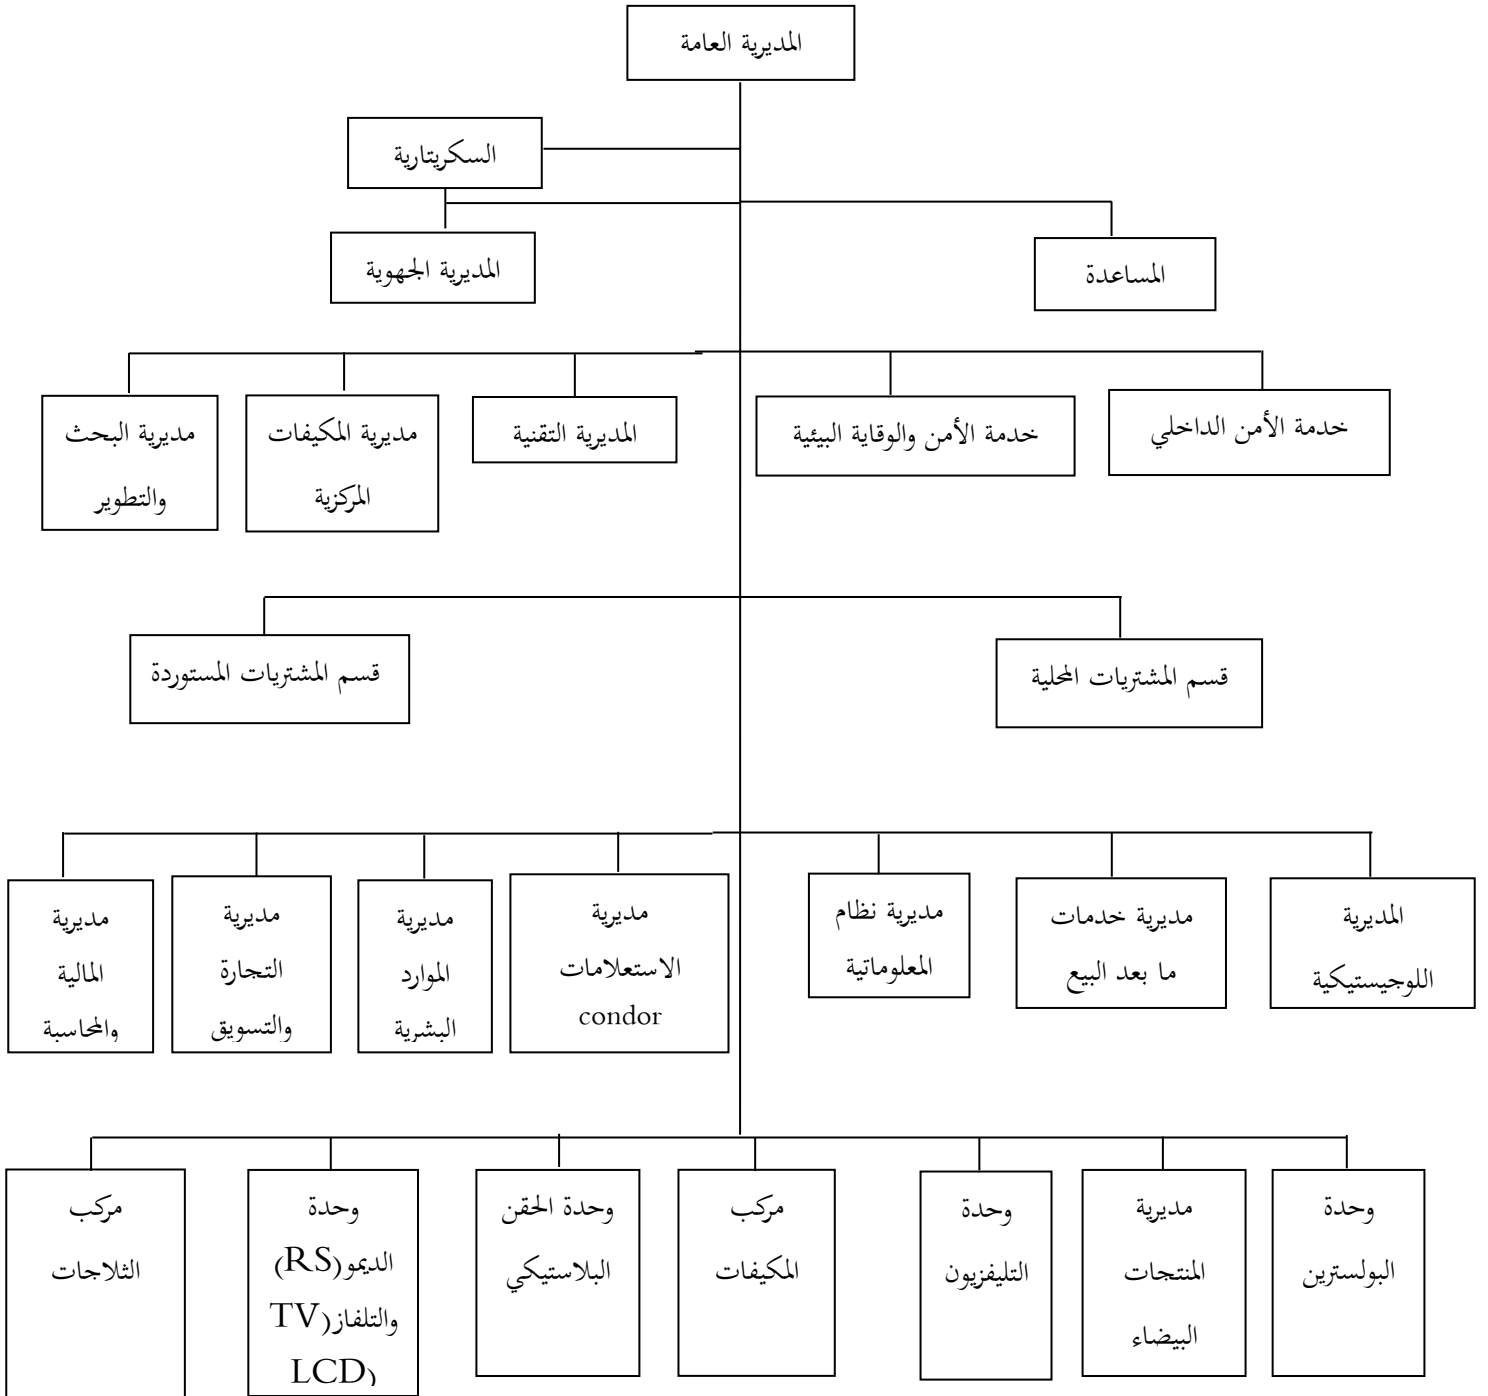 المديرية العامة
السكريتارية
المساعدة
المديرية الجهوية
خدمة الأمن الداخلي
خدمة الأمن والوقاية البيئية
المديرية التقنية
مديرية المكيفات
المركزية
مديرية البحث
والتطوير
قسم المشتريات المحلية
قسم المشتريات المستوردة
المديرية
اللوجيستيكية
مديرية خدمات
ما بعد البيع
مديرية نظام
المعلوماتية
مديرية
الاستعلامات
condor
مديرية
الموارد
البشرية
مديرية
التجارة
والتسويق
مديرية
المالية
والمحاسبة
وحدة
البولسترين
مديرية
المنتجات
البيضاء
وحدة
التليفزيون
مركب
المكيفات
وحدة الحقن
البلاستيكي
وحدة
الديمو(RS)
والتلفاز(TV
LCD)
مركب
الثلاجات